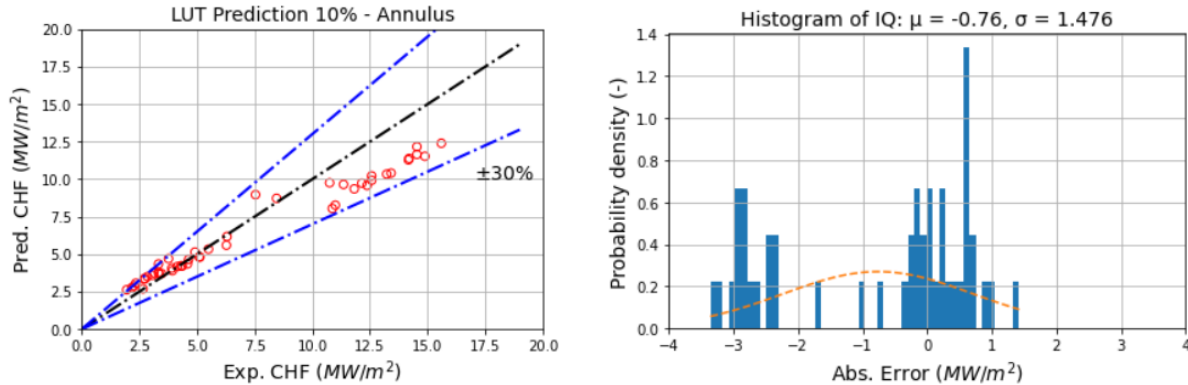 LUT Prediction 10% - Annulus
20.0
17.5
15.0
12.5
10.0
7.5
5.0
2.5
0.0
Pred. CHF (MW/m²)
±30%
0.0 2.5 5.0 7.5 10.0 12.5 15.0 17.5 20.0
Exp. CHF (MW/m²)
Histogram of IQ: μ = -0.76, σ = 1.476
1.4
1.2
1.0
0.8
0.6
0.4
0.2
0.0
Probability density (-)
−4 −3 −2 −1 0 1 2 3 4
Abs. Error (MW/m²)